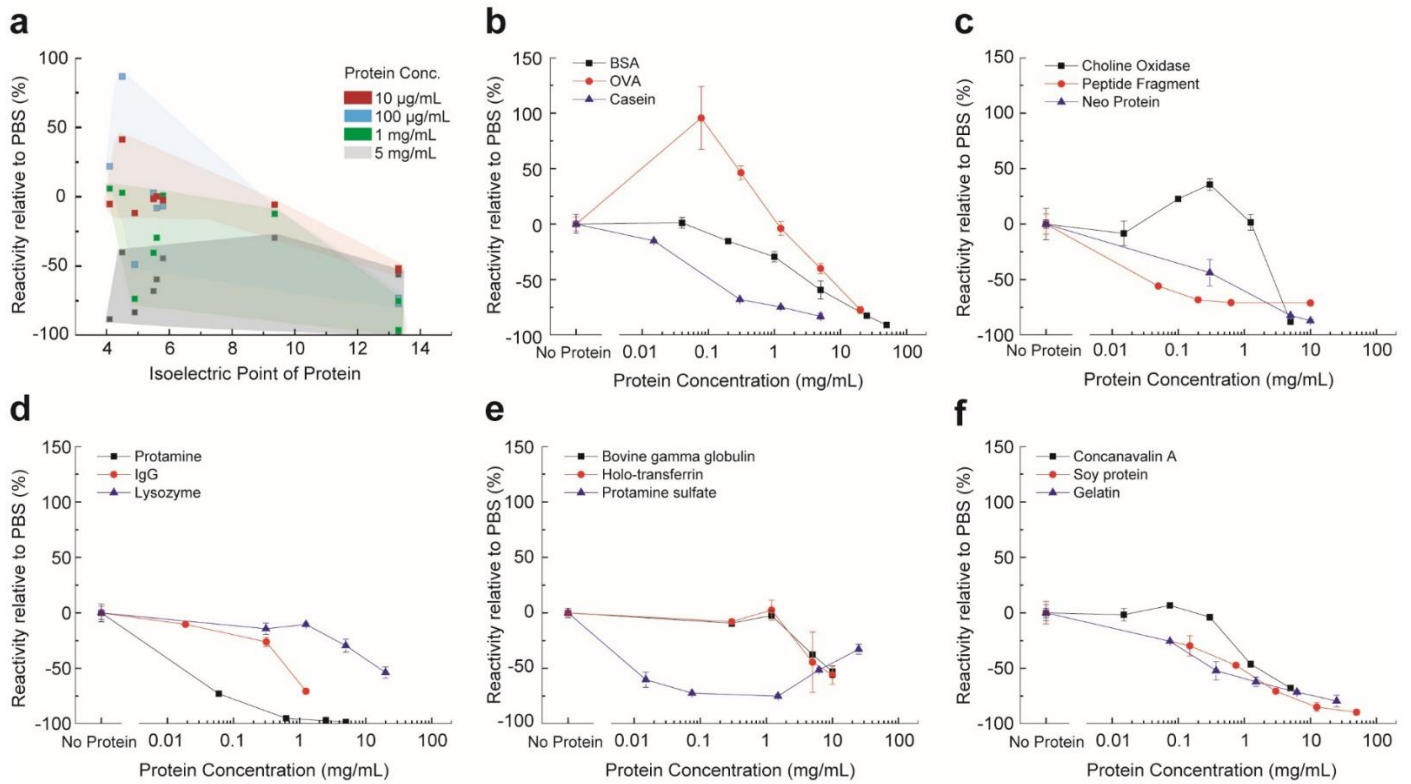 a
Reactivity relative to PBS (%)
100
75
50
25
0
-25
-50
-75
-100
4 6 8 10 12 14
Isoelectric Point of Protein
Protein Conc.
10 µg/mL
100 µg/mL
1 mg/mL
5 mg/mL
b
Reactivity relative to PBS (%)
150
100
50
0
-50
-100
BSA
OVA
Casein
No Protein 0.01 0.1 1 10 100
Protein Concentration (mg/mL)
c
Reactivity relative to PBS (%)
150
100
50
0
-50
-100
Choline Oxidase
Peptide Fragment
Neo Protein
No Protein 0.01 0.1 1 10 100
Protein Concentration (mg/mL)
d
Reactivity relative to PBS (%)
150
100
50
0
-50
-100
Protamine
IgG
Lysozyme
No Protein 0.01 0.1 1 10 100
Protein Concentration (mg/mL)
e
Reactivity relative to PBS (%)
150
100
50
0
-50
-100
Bovine gamma globulin
Holo-transferrin
Protamine sulfate
No Protein 0.01 0.1 1 10 100
Protein Concentration (mg/mL)
f
Reactivity relative to PBS (%)
150
100
50
0
-50
-100
Concanavalin A
Soy protein
Gelatin
No Protein 0.01 0.1 1 10 100
Protein Concentration (mg/mL)